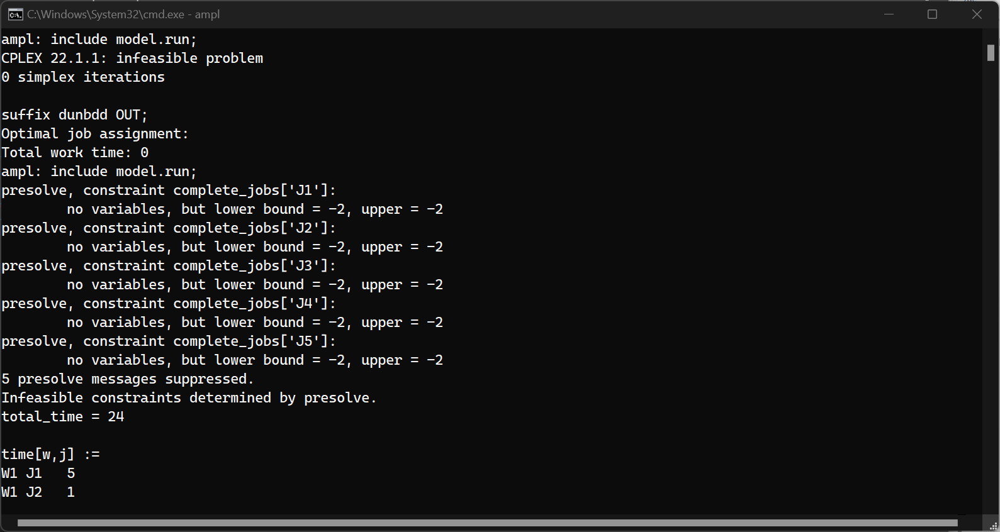 C:\Windows\System32\cmd.exe - ampl
ampl: include model.run;
CPLEX 22.1.1: infeasible problem
0 simplex iterations
suffix dunbdd OUT;
Optimal job assignment:
Total work time: 0
ampl: include model.run;
presolve, constraint complete_jobs['J1']:
        no variables, but lower bound = -2, upper = -2
presolve, constraint complete_jobs['J2']:
        no variables, but lower bound = -2, upper = -2
presolve, constraint complete_jobs['J3']:
        no variables, but lower bound = -2, upper = -2
presolve, constraint complete_jobs['J4']:
        no variables, but lower bound = -2, upper = -2
presolve, constraint complete_jobs['J5']:
        no variables, but lower bound = -2, upper = -2
5 presolve messages suppressed.
Infeasible constraints determined by presolve.
total_time = 24
time[w,j] :=
W1 J1   5
W1 J2   1